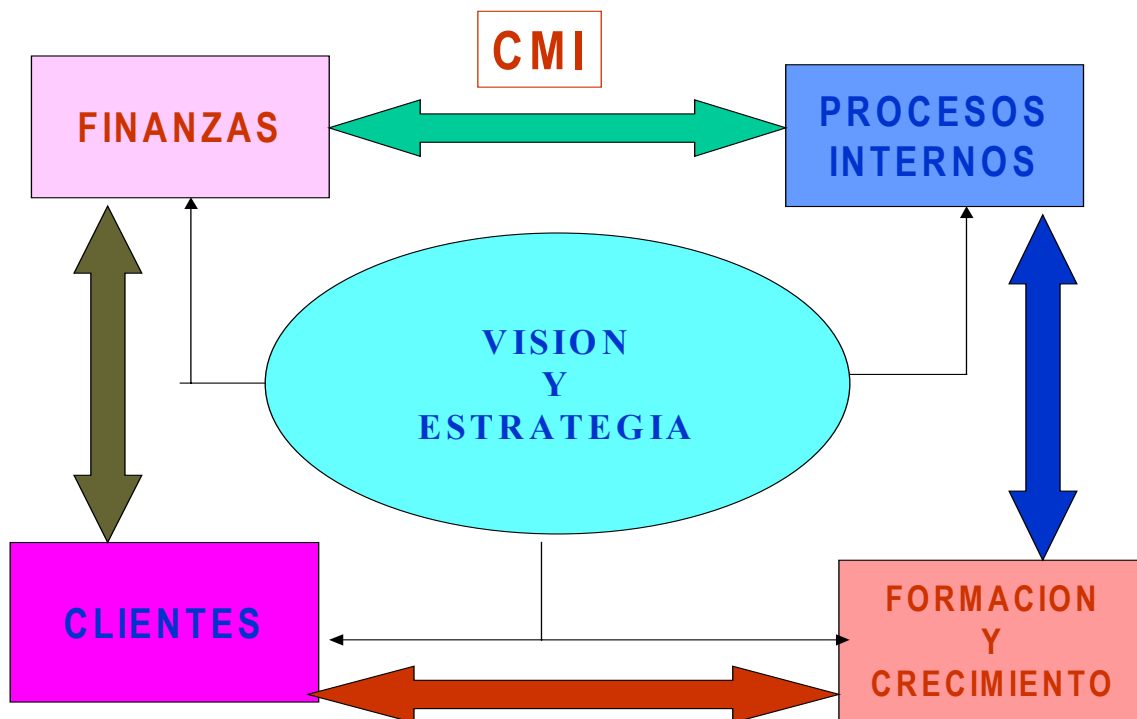 CMI
FINANZAS
PROCESOS
INTERNOS
VISION
Y
ESTRATEGIA
CLIENTES
FORMACION
Y
CRECIMIENTO